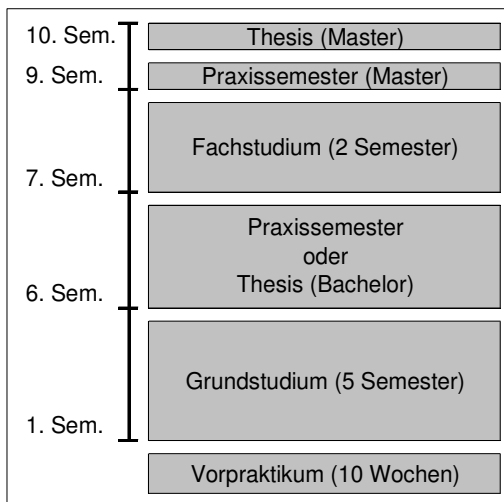 10. Sem.
Thesis (Master)
9. Sem.
Praxissemester (Master)
Fachstudium (2 Semester)
7. Sem.
Praxissemester
oder
Thesis (Bachelor)
6. Sem.
Grundstudium (5 Semester)
1. Sem.
Vorpraktikum (10 Wochen)